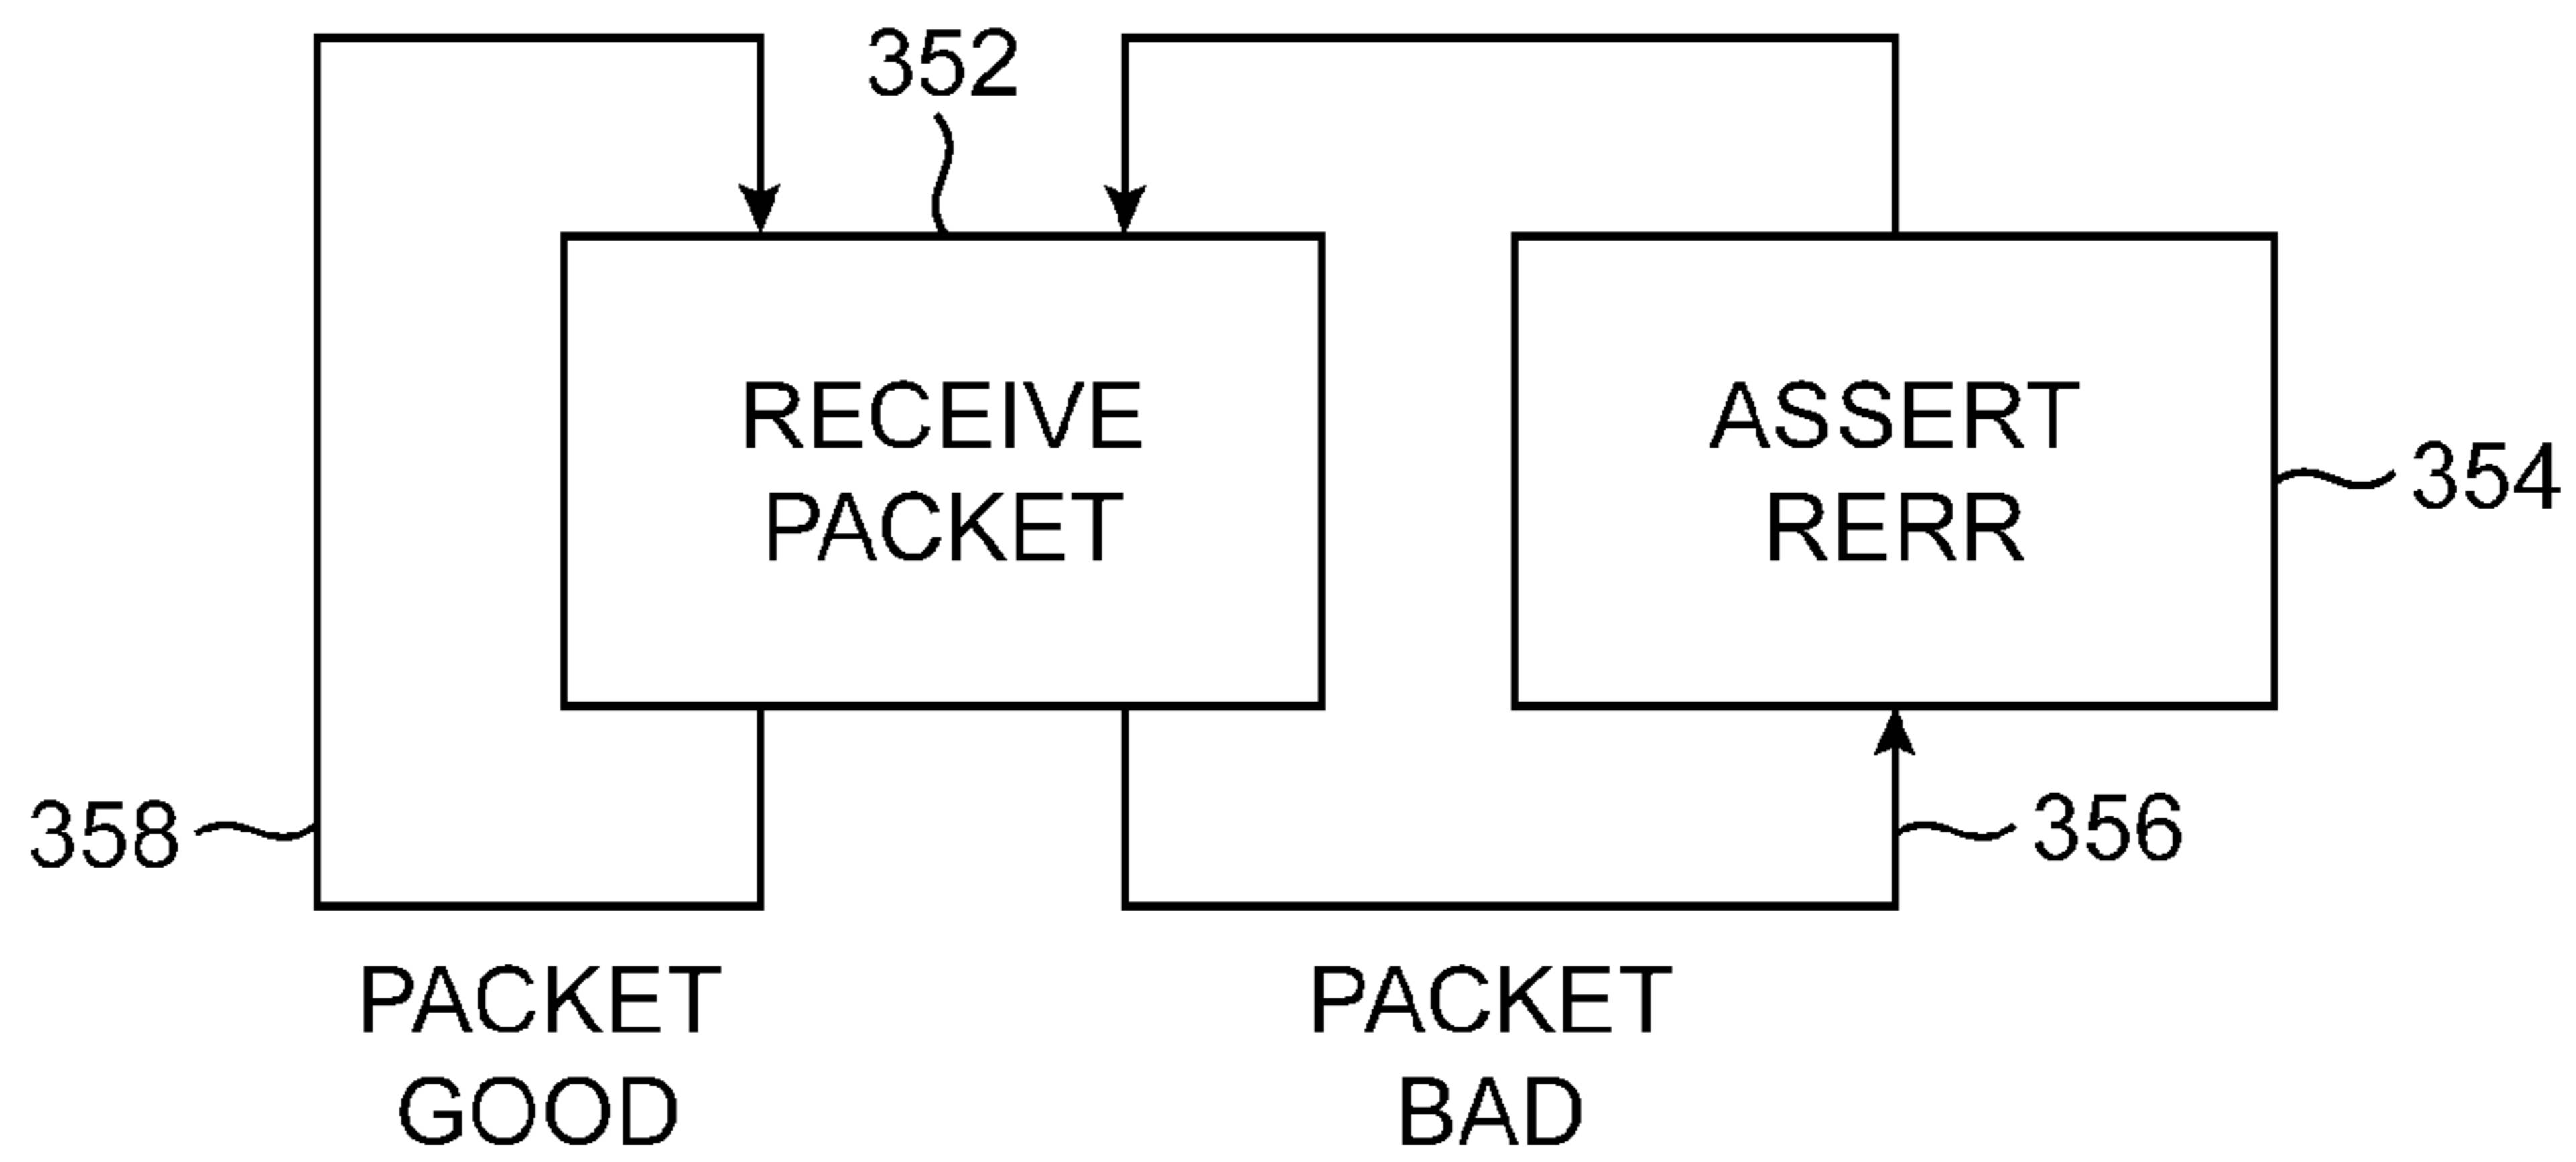 352
RECEIVE
PACKET
ASSERT
RERR
354
358
356
PACKET
GOOD
PACKET
BAD